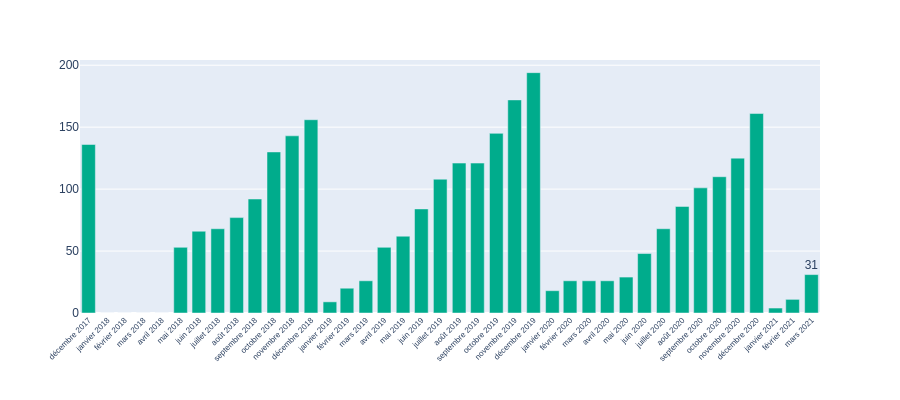 200
150
100
50
0
31
décembre 2017
janvier 2018
février 2018
mars 2018
avril 2018
mai 2018
juin 2018
juillet 2018
août 2018
septembre 2018
octobre 2018
novembre 2018
décembre 2018
janvier 2019
février 2019
mars 2019
avril 2019
mai 2019
juin 2019
juillet 2019
août 2019
septembre 2019
octobre 2019
novembre 2019
décembre 2019
janvier 2020
février 2020
mars 2020
avril 2020
mai 2020
juin 2020
juillet 2020
août 2020
septembre 2020
octobre 2020
novembre 2020
décembre 2020
janvier 2021
février 2021
mars 2021